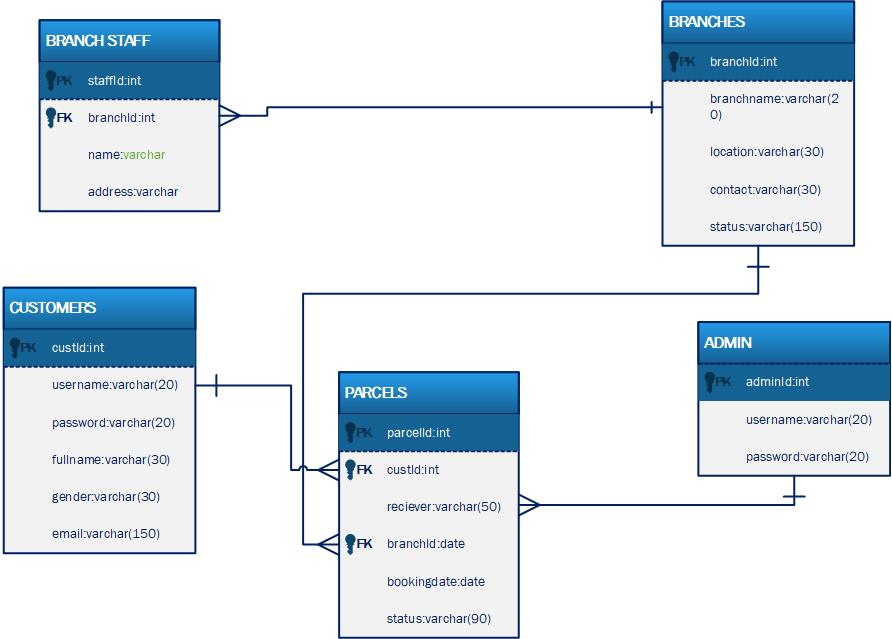 BRANCH STAFF
PK staffId:int
FK branchId:int
name:varchar
address:varchar
BRANCHES
PK branchId:int
branchname:varchar(2
0)
location:varchar(30)
contact:varchar(30)
status:varchar(150)
CUSTOMERS
PK custId:int
username:varchar(20)
password:varchar(20)
fullname:varchar(30)
gender:varchar(30)
email:varchar(150)
PARCELS
PK parcelId:int
FK custId:int
reciever:varchar(50)
FK branchId:date
bookingdate:date
status:varchar(90)
ADMIN
PK adminId:int
username:varchar(20)
password:varchar(20)